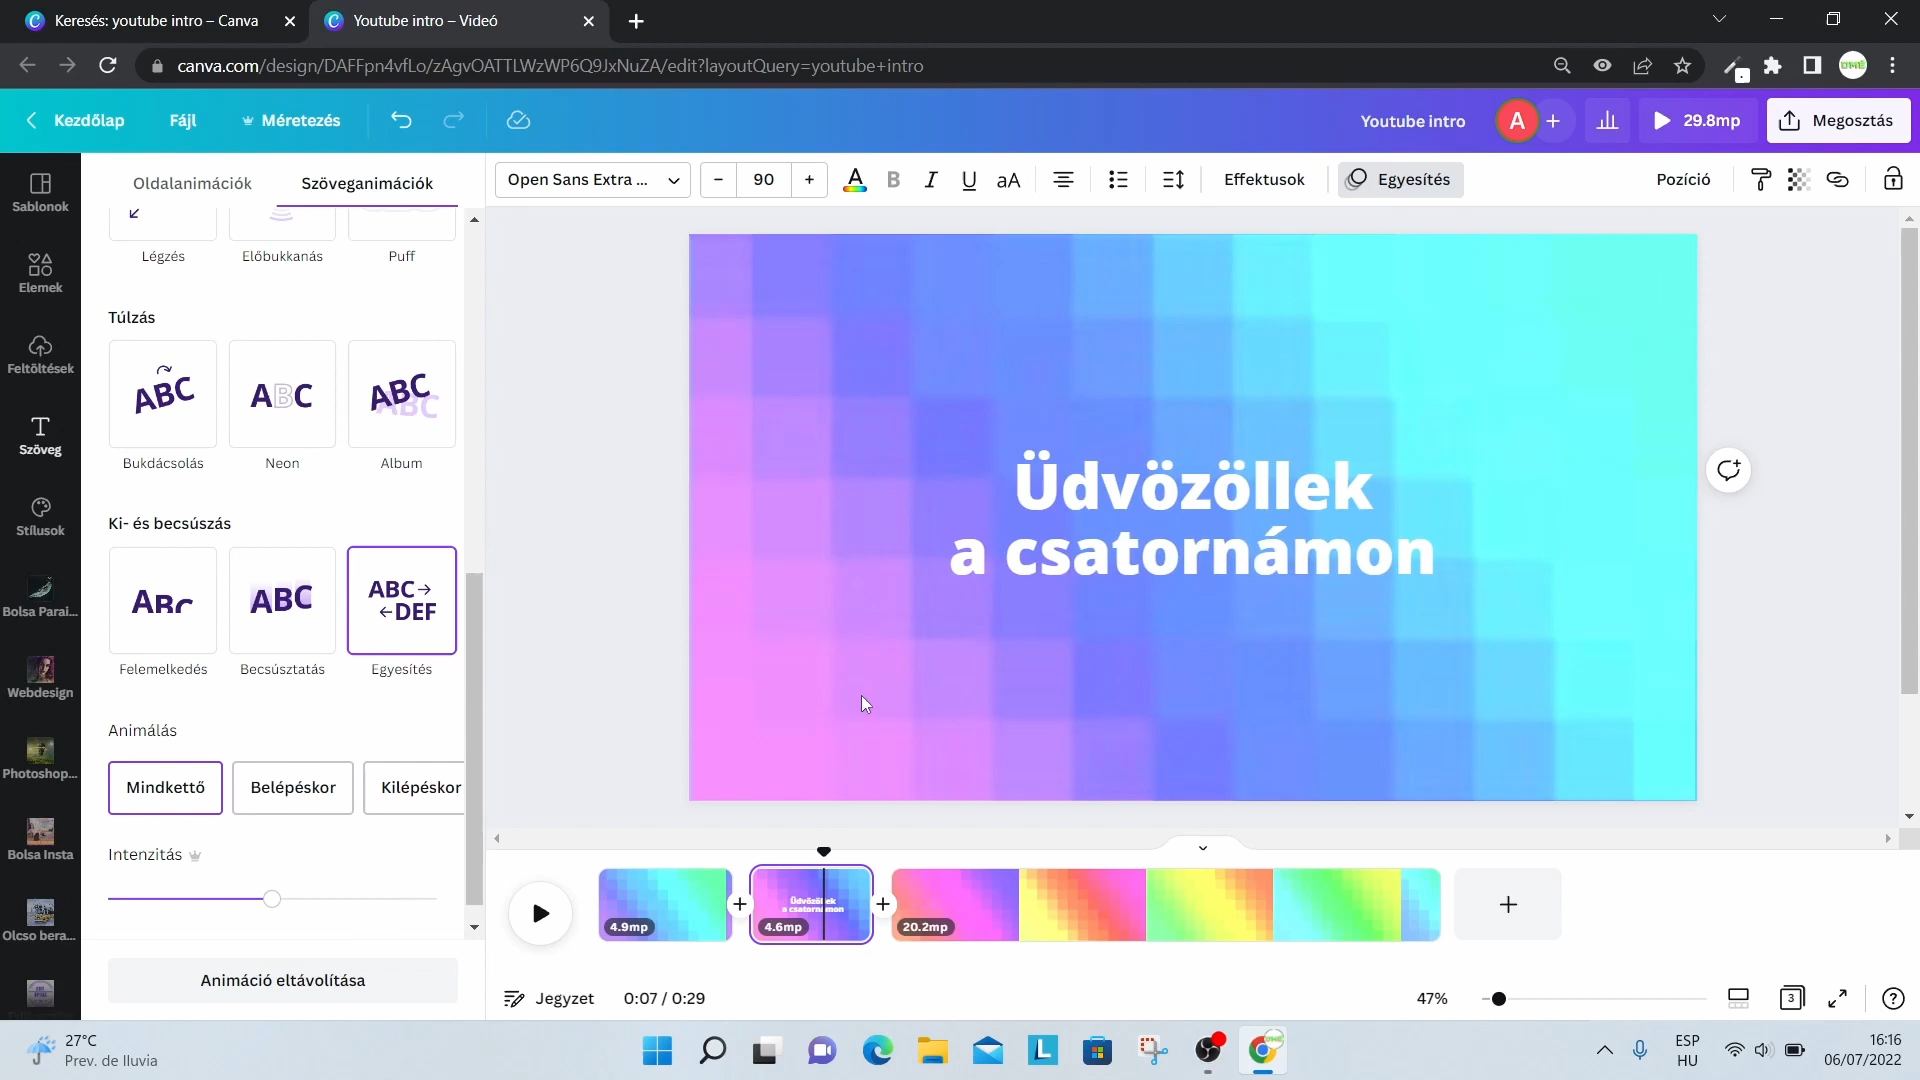 Keresés: youtube intro – Canva
Youtube intro – Videó
canva.com/design/DAFFpn4vfLo/zAgvOATTLWzWP6Q9JxNuZA/edit?layoutQuery=youtube+intro
Kezdőlap
Fájl
Méretezés
Youtube intro
A
29.8mp
Megosztás
Sablonok
Elemek
Feltöltések
Szöveg
Stílusok
Bolsa Parai...
Webdesign
Photoshop...
Bolsa Insta
Olcso bera...
Oldalanimációk
Szöveganimációk
Légzés
Előbukkanás
Puff
Túlzás
ABC
ABC
ABC
ABC
Bukdácsolás
Neon
Album
Ki- és becsúszás
ABC
ABC
ABC→
←DEF
Felemelkedés
Becsúsztatás
Egyesítés
Animálás
Mindkettő
Belépéskor
Kilépéskor
Intenzitás
Animáció eltávolítása
Open Sans Extra ...
– 90 +
A
B
I
U
aA
Effektusok
Egyesítés
Pozíció
Üdvözöllek
a csatornámon
4.9mp
Üdvözöllek
a csatornámon
4.6mp
20.2mp
Jegyzet
0:07 / 0:29
47%
3
27°C
Prev. de lluvia
ESP
HU
16:16
06/07/2022